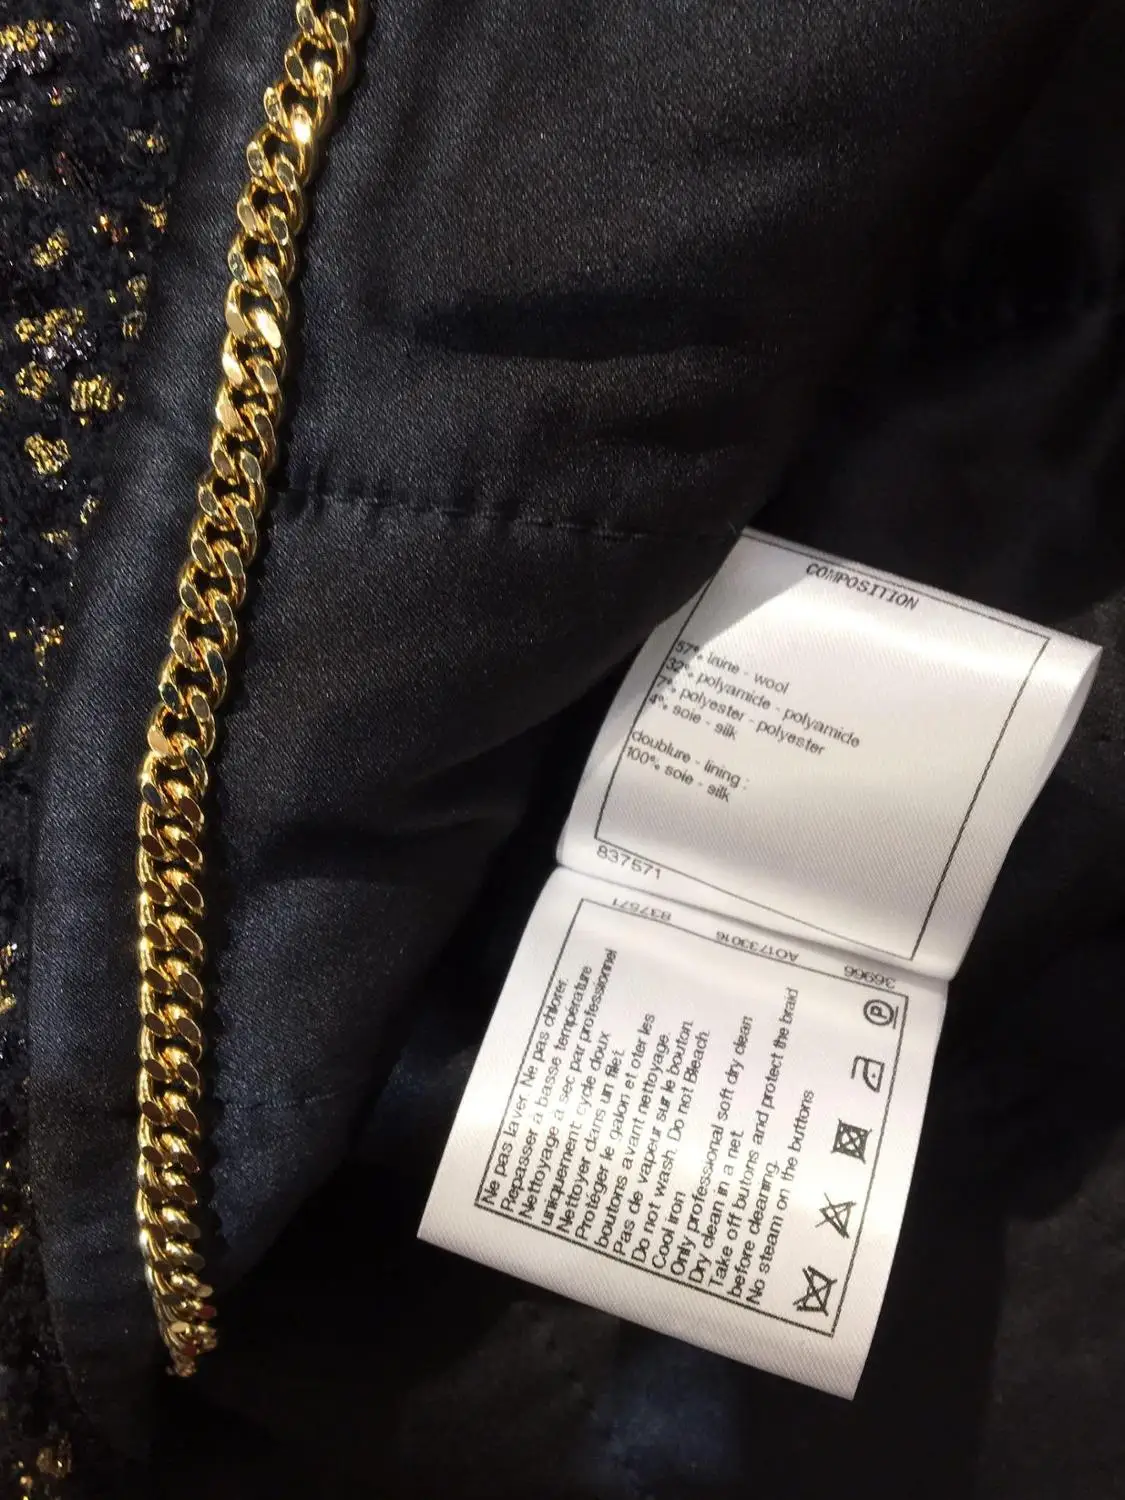 COMPOSITION
57% laine - wool
32% polyamide - polyamide
7% polyester - polyester
4% soie - silk
doublure - lining :
100% soie - silk
837571
837571
A01733016
36966
Ne pas laver. Ne pas chlorer.
Repasser a basse température
Nettoyage a sec par professionnel
uniquement cycle doux
Nettoyer dans un filet.
Protéger le galon et oter les
boutons avant nettoyage.
Pas de vapeur sur le bouton.
Do not wash. Do not Bleach.
Cool iron
Only professional soft dry clean
Dry clean in a net.
Take off butons and protect the braid
before cleaning.
No steam on the buttons
P